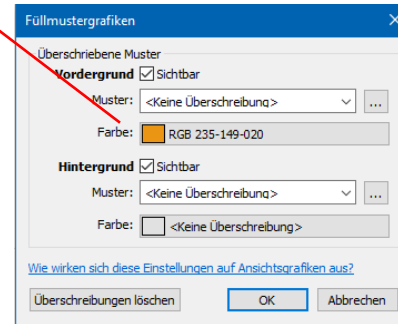 Füllmustergrafiken
Überschriebene Muster
Vordergrund Sichtbar
Muster: <Keine Überschreibung> ...
Farbe: RGB 235-149-020
Hintergrund Sichtbar
Muster: <Keine Überschreibung> ...
Farbe: <Keine Überschreibung>
Wie wirken sich diese Einstellungen auf Ansichtsgrafiken aus?
Überschreibungen löschen OK Abbrechen